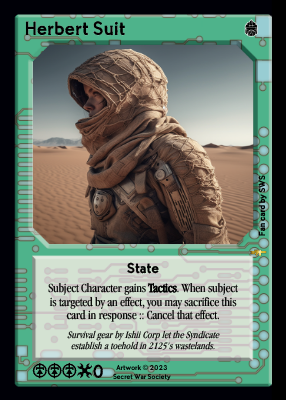 Herbert Suit
Fan card by SWS
State
Subject Character gains Tactics. When subject
is targeted by an effect, you may sacrifice this
card in response :: Cancel that effect.
Survival gear by Ishii Corp let the Syndicate
establish a toehold in 2125's wastelands.
0
Artwork © 2023
Secret War Society